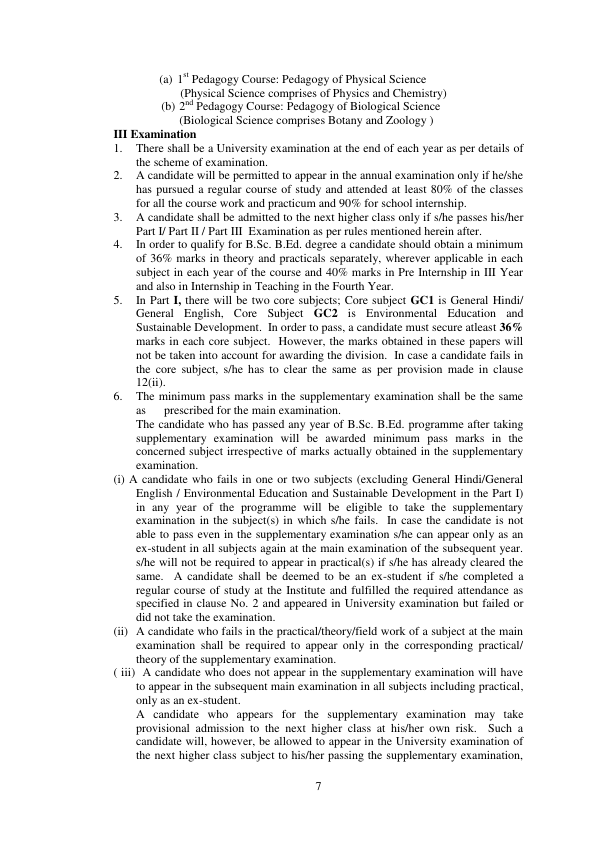 (a) 1st Pedagogy Course: Pedagogy of Physical Science
(Physical Science comprises of Physics and Chemistry)
(b) 2nd Pedagogy Course: Pedagogy of Biological Science
(Biological Science comprises Botany and Zoology )
III Examination
1. There shall be a University examination at the end of each year as per details of
the scheme of examination.
2. A candidate will be permitted to appear in the annual examination only if he/she
has pursued a regular course of study and attended at least 80% of the classes
for all the course work and practicum and 90% for school internship.
3. A candidate shall be admitted to the next higher class only if s/he passes his/her
Part I/ Part II / Part III Examination as per rules mentioned herein after.
4. In order to qualify for B.Sc. B.Ed. degree a candidate should obtain a minimum
of 36% marks in theory and practicals separately, wherever applicable in each
subject in each year of the course and 40% marks in Pre Internship in III Year
and also in Internship in Teaching in the Fourth Year.
5. In Part I, there will be two core subjects; Core subject GC1 is General Hindi/
General English, Core Subject GC2 is Environmental Education and
Sustainable Development. In order to pass, a candidate must secure atleast 36%
marks in each core subject. However, the marks obtained in these papers will
not be taken into account for awarding the division. In case a candidate fails in
the core subject, s/he has to clear the same as per provision made in clause
12(ii).
6. The minimum pass marks in the supplementary examination shall be the same
as prescribed for the main examination.
The candidate who has passed any year of B.Sc. B.Ed. programme after taking
supplementary examination will be awarded minimum pass marks in the
concerned subject irrespective of marks actually obtained in the supplementary
examination.
(i) A candidate who fails in one or two subjects (excluding General Hindi/General
English / Environmental Education and Sustainable Development in the Part I)
in any year of the programme will be eligible to take the supplementary
examination in the subject(s) in which s/he fails. In case the candidate is not
able to pass even in the supplementary examination s/he can appear only as an
ex-student in all subjects again at the main examination of the subsequent year.
s/he will not be required to appear in practical(s) if s/he has already cleared the
same. A candidate shall be deemed to be an ex-student if s/he completed a
regular course of study at the Institute and fulfilled the required attendance as
specified in clause No. 2 and appeared in University examination but failed or
did not take the examination.
(ii) A candidate who fails in the practical/theory/field work of a subject at the main
examination shall be required to appear only in the corresponding practical/
theory of the supplementary examination.
( iii) A candidate who does not appear in the supplementary examination will have
to appear in the subsequent main examination in all subjects including practical,
only as an ex-student.
A candidate who appears for the supplementary examination may take
provisional admission to the next higher class at his/her own risk. Such a
candidate will, however, be allowed to appear in the University examination of
the next higher class subject to his/her passing the supplementary examination,
7